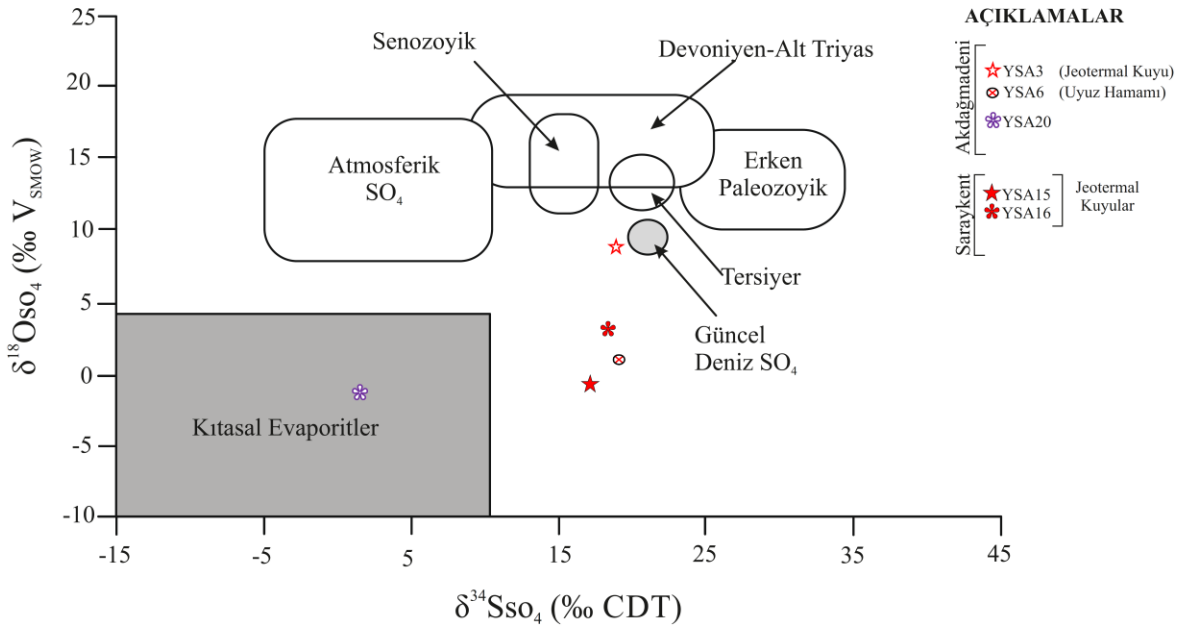 25
20
15
10
5
0
-5
-10
-15
-5
5
15
25
35
45
δ¹⁸Oso₄ (‰ V_SMOW)
δ³⁴Sso₄ (‰ CDT)
Senozoyik
Devoniyen-Alt Triyas
Atmosferik
SO₄
Erken
Paleozoyik
Tersiyer
Güncel
Deniz SO₄
Kıtasal Evaporitler
AÇIKLAMALAR
Akdağmadeni
YSA3 (Jeotermal Kuyu)
YSA6 (Uyuz Hamamı)
YSA20
Saraykent
YSA15
YSA16
Jeotermal
Kuyular